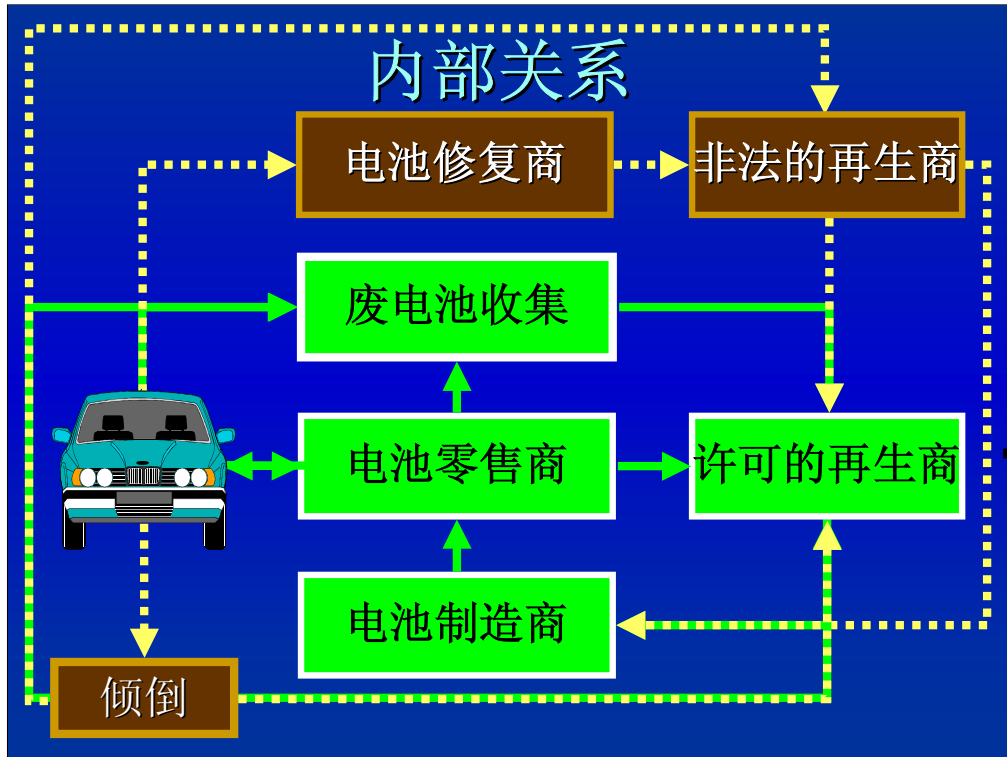 内部关系
电池修复商
非法的再生商
废电池收集
电池零售商
许可的再生商
电池制造商
倾倒